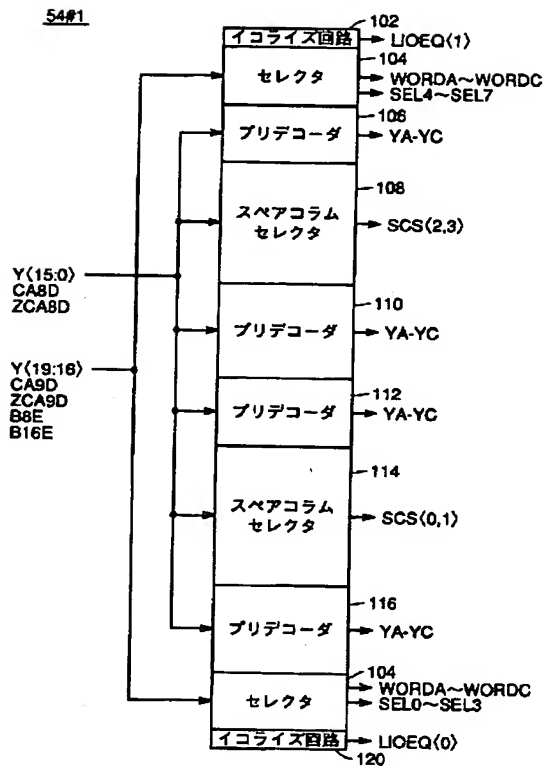 54#1
102
イコライズ回路
LIOEQ⟨1⟩
104
セレクタ
WORDA～WORDC
SEL4～SEL7
106
プリデコーダ
YA-YC
108
スペアコラム
セレクタ
SCS⟨2,3⟩
Y⟨15:0⟩
CA8D
ZCA8D
110
プリデコーダ
YA-YC
Y⟨19:16⟩
CA9D
ZCA9D
B8E
B16E
112
プリデコーダ
YA-YC
114
スペアコラム
セレクタ
SCS⟨0,1⟩
116
プリデコーダ
YA-YC
104
セレクタ
WORDA～WORDC
SEL0～SEL3
イコライズ回路
LIOEQ⟨0⟩
120